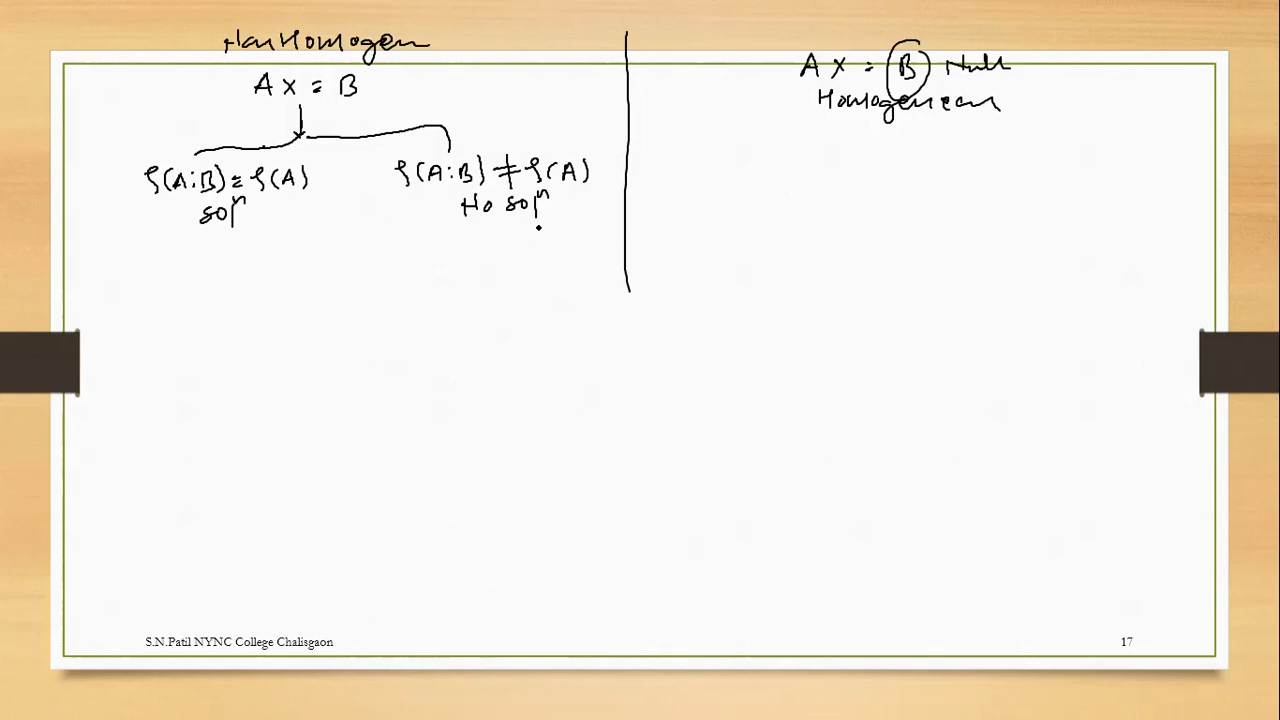 NonHomogen
A x = B
ρ(A:B) = ρ(A)
solⁿ
ρ(A:B) ≠ ρ(A)
No solⁿ
A x = B Null
Homogeneous
S.N.Patil NYNC College Chalisgaon
17